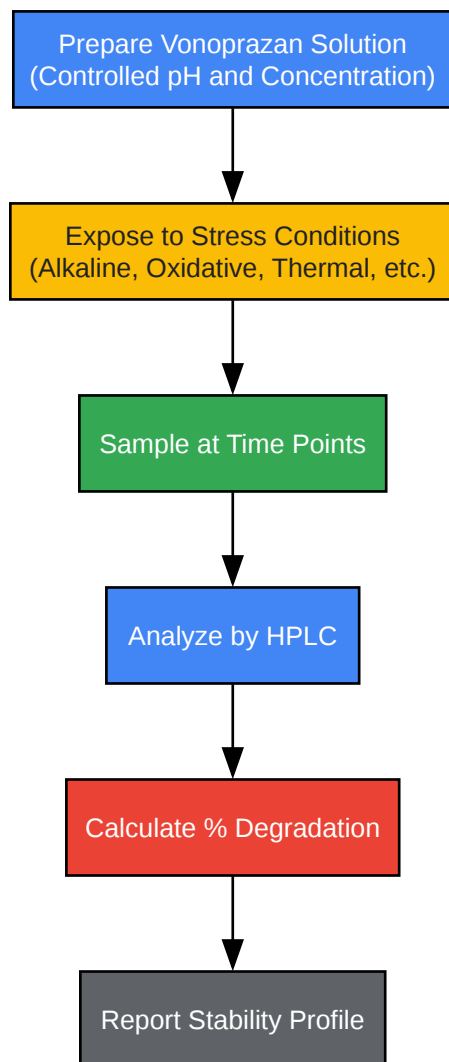 Prepare Vonoprazan Solution
(Controlled pH and Concentration)
Expose to Stress Conditions
(Alkaline, Oxidative, Thermal, etc.)
Sample at Time Points
Analyze by HPLC
Calculate % Degradation
Report Stability Profile